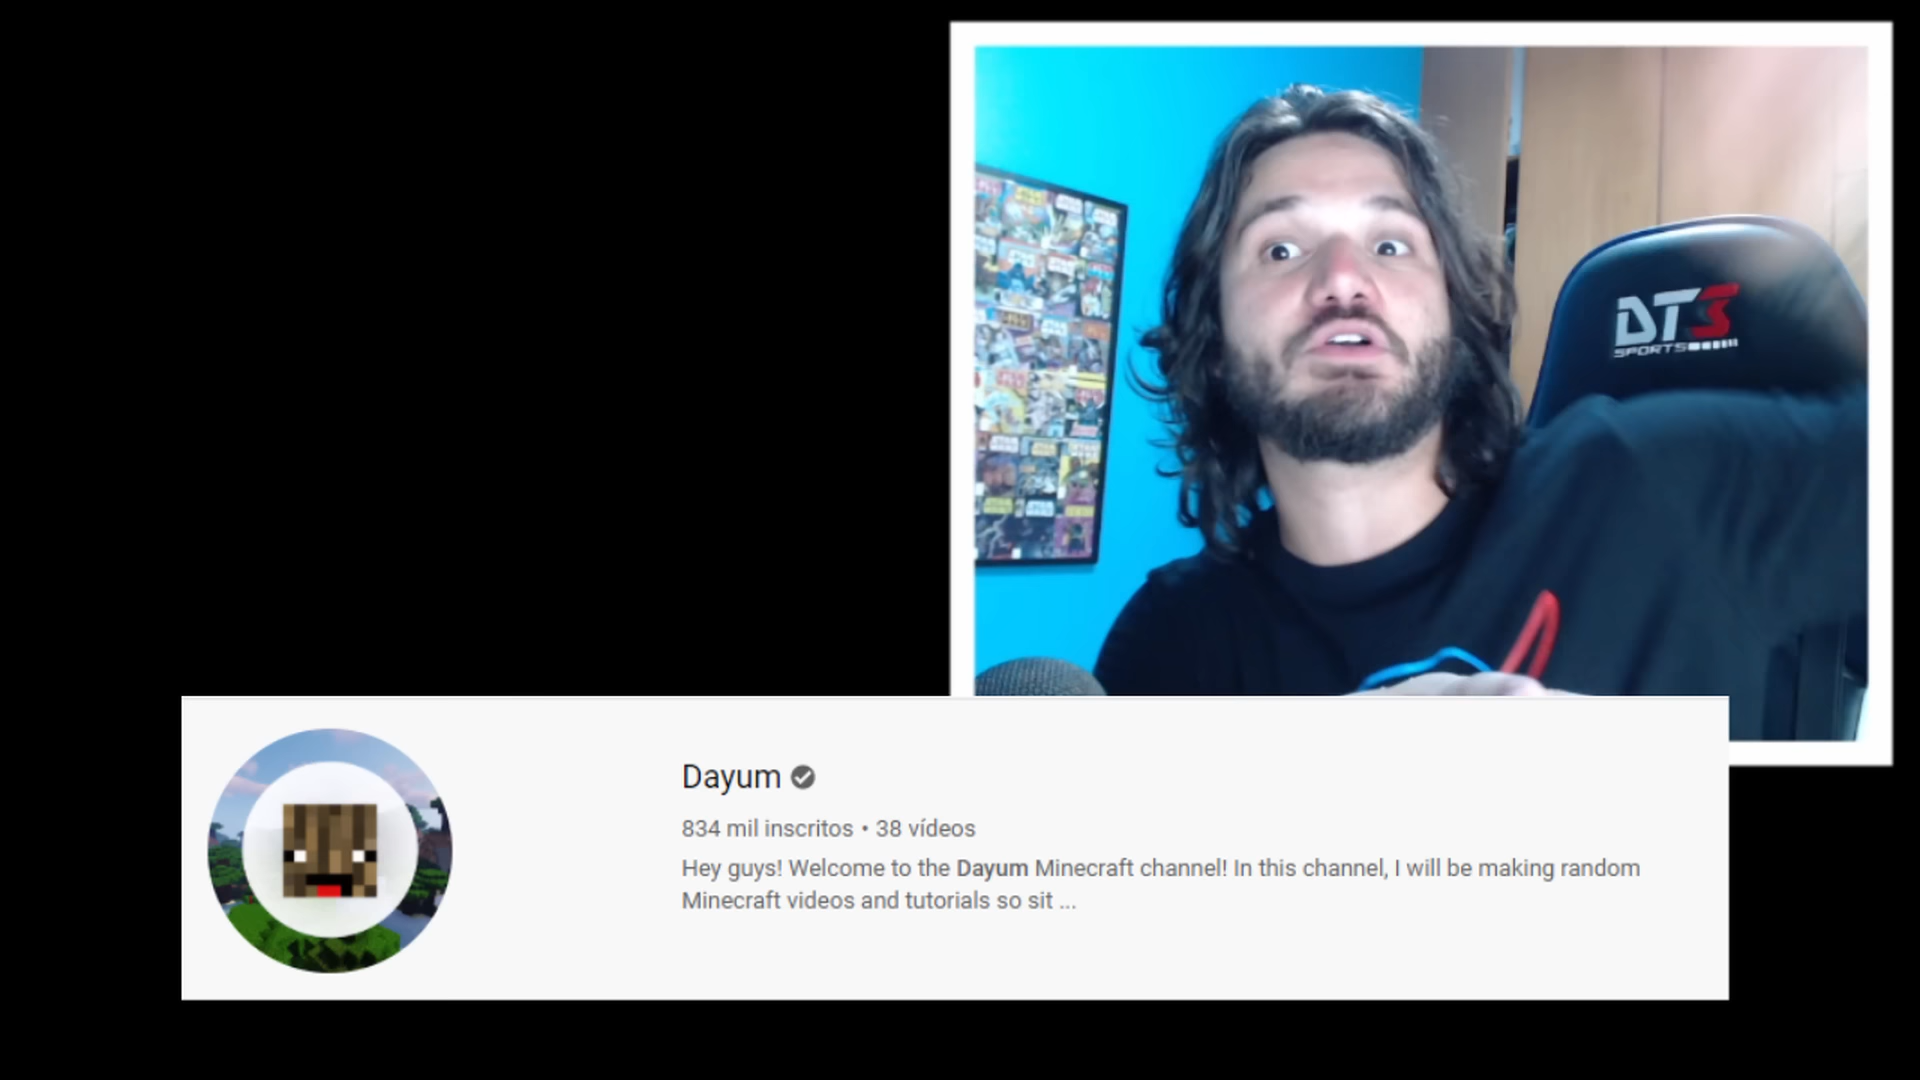 DT3
SPORTS
Dayum
834 mil inscritos • 38 vídeos
Hey guys! Welcome to the Dayum Minecraft channel! In this channel, I will be making random
Minecraft videos and tutorials so sit ...